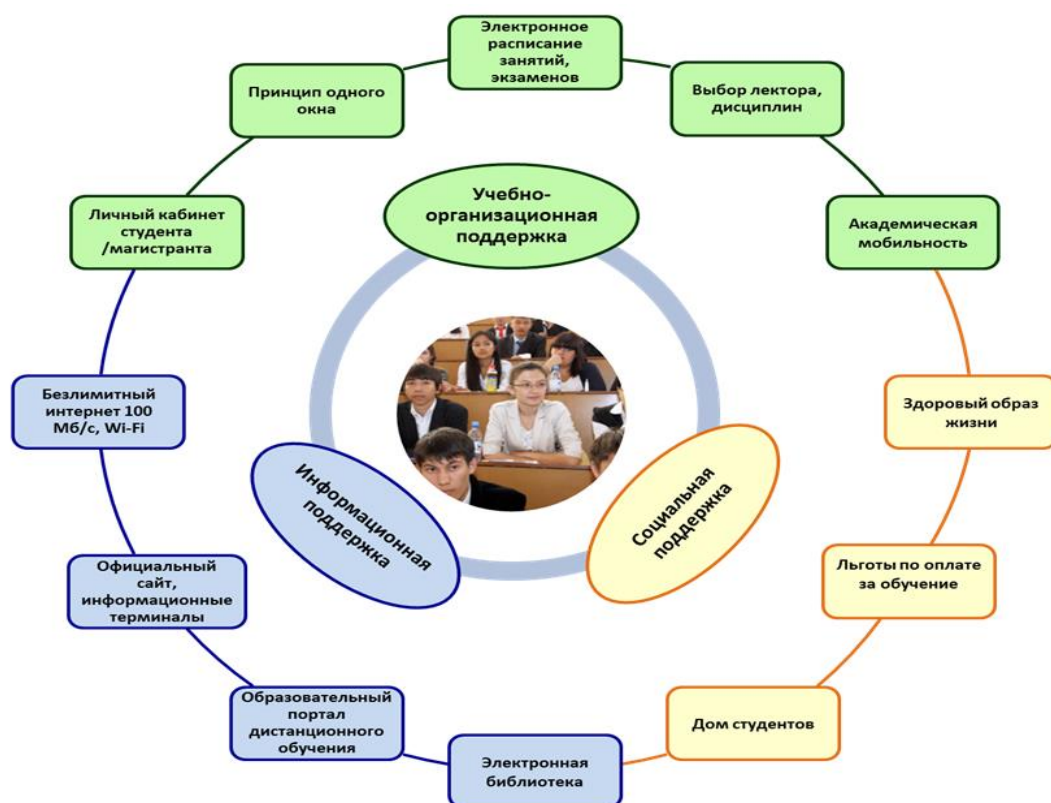 Электронное
расписание
занятий,
экзаменов
Принцип одного
окна
Выбор лектора,
дисциплин
Учебно-
организационная
поддержка
Личный кабинет
студента
/магистранта
Академическая
мобильность
Безлимитный
интернет 100
Мб/с, Wi-Fi
Здоровый образ
жизни
Информационная
поддержка
Социальная
поддержка
Официальный
сайт,
информационные
терминалы
Льготы по оплате
за обучение
Образовательный
портал
дистанционного
обучения
Дом студентов
Электронная
библиотека